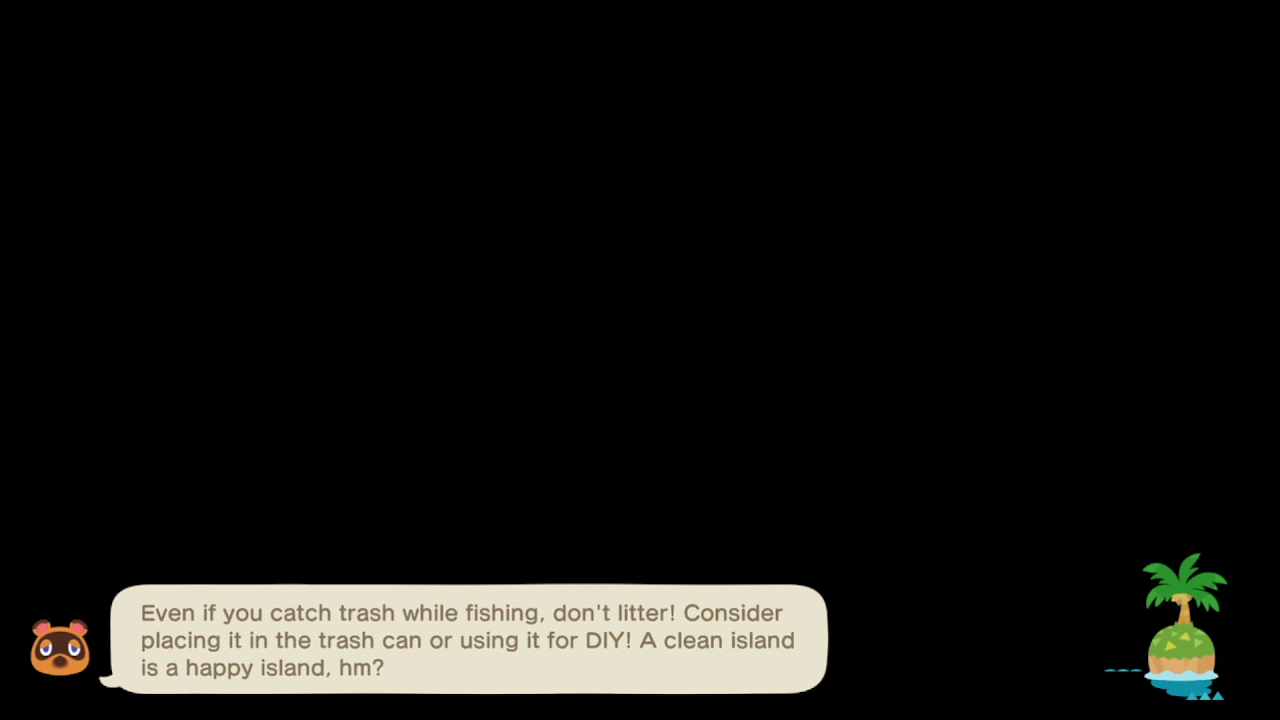 Even if you catch trash while fishing, don't litter! Consider
placing it in the trash can or using it for DIY! A clean island
is a happy island, hm?